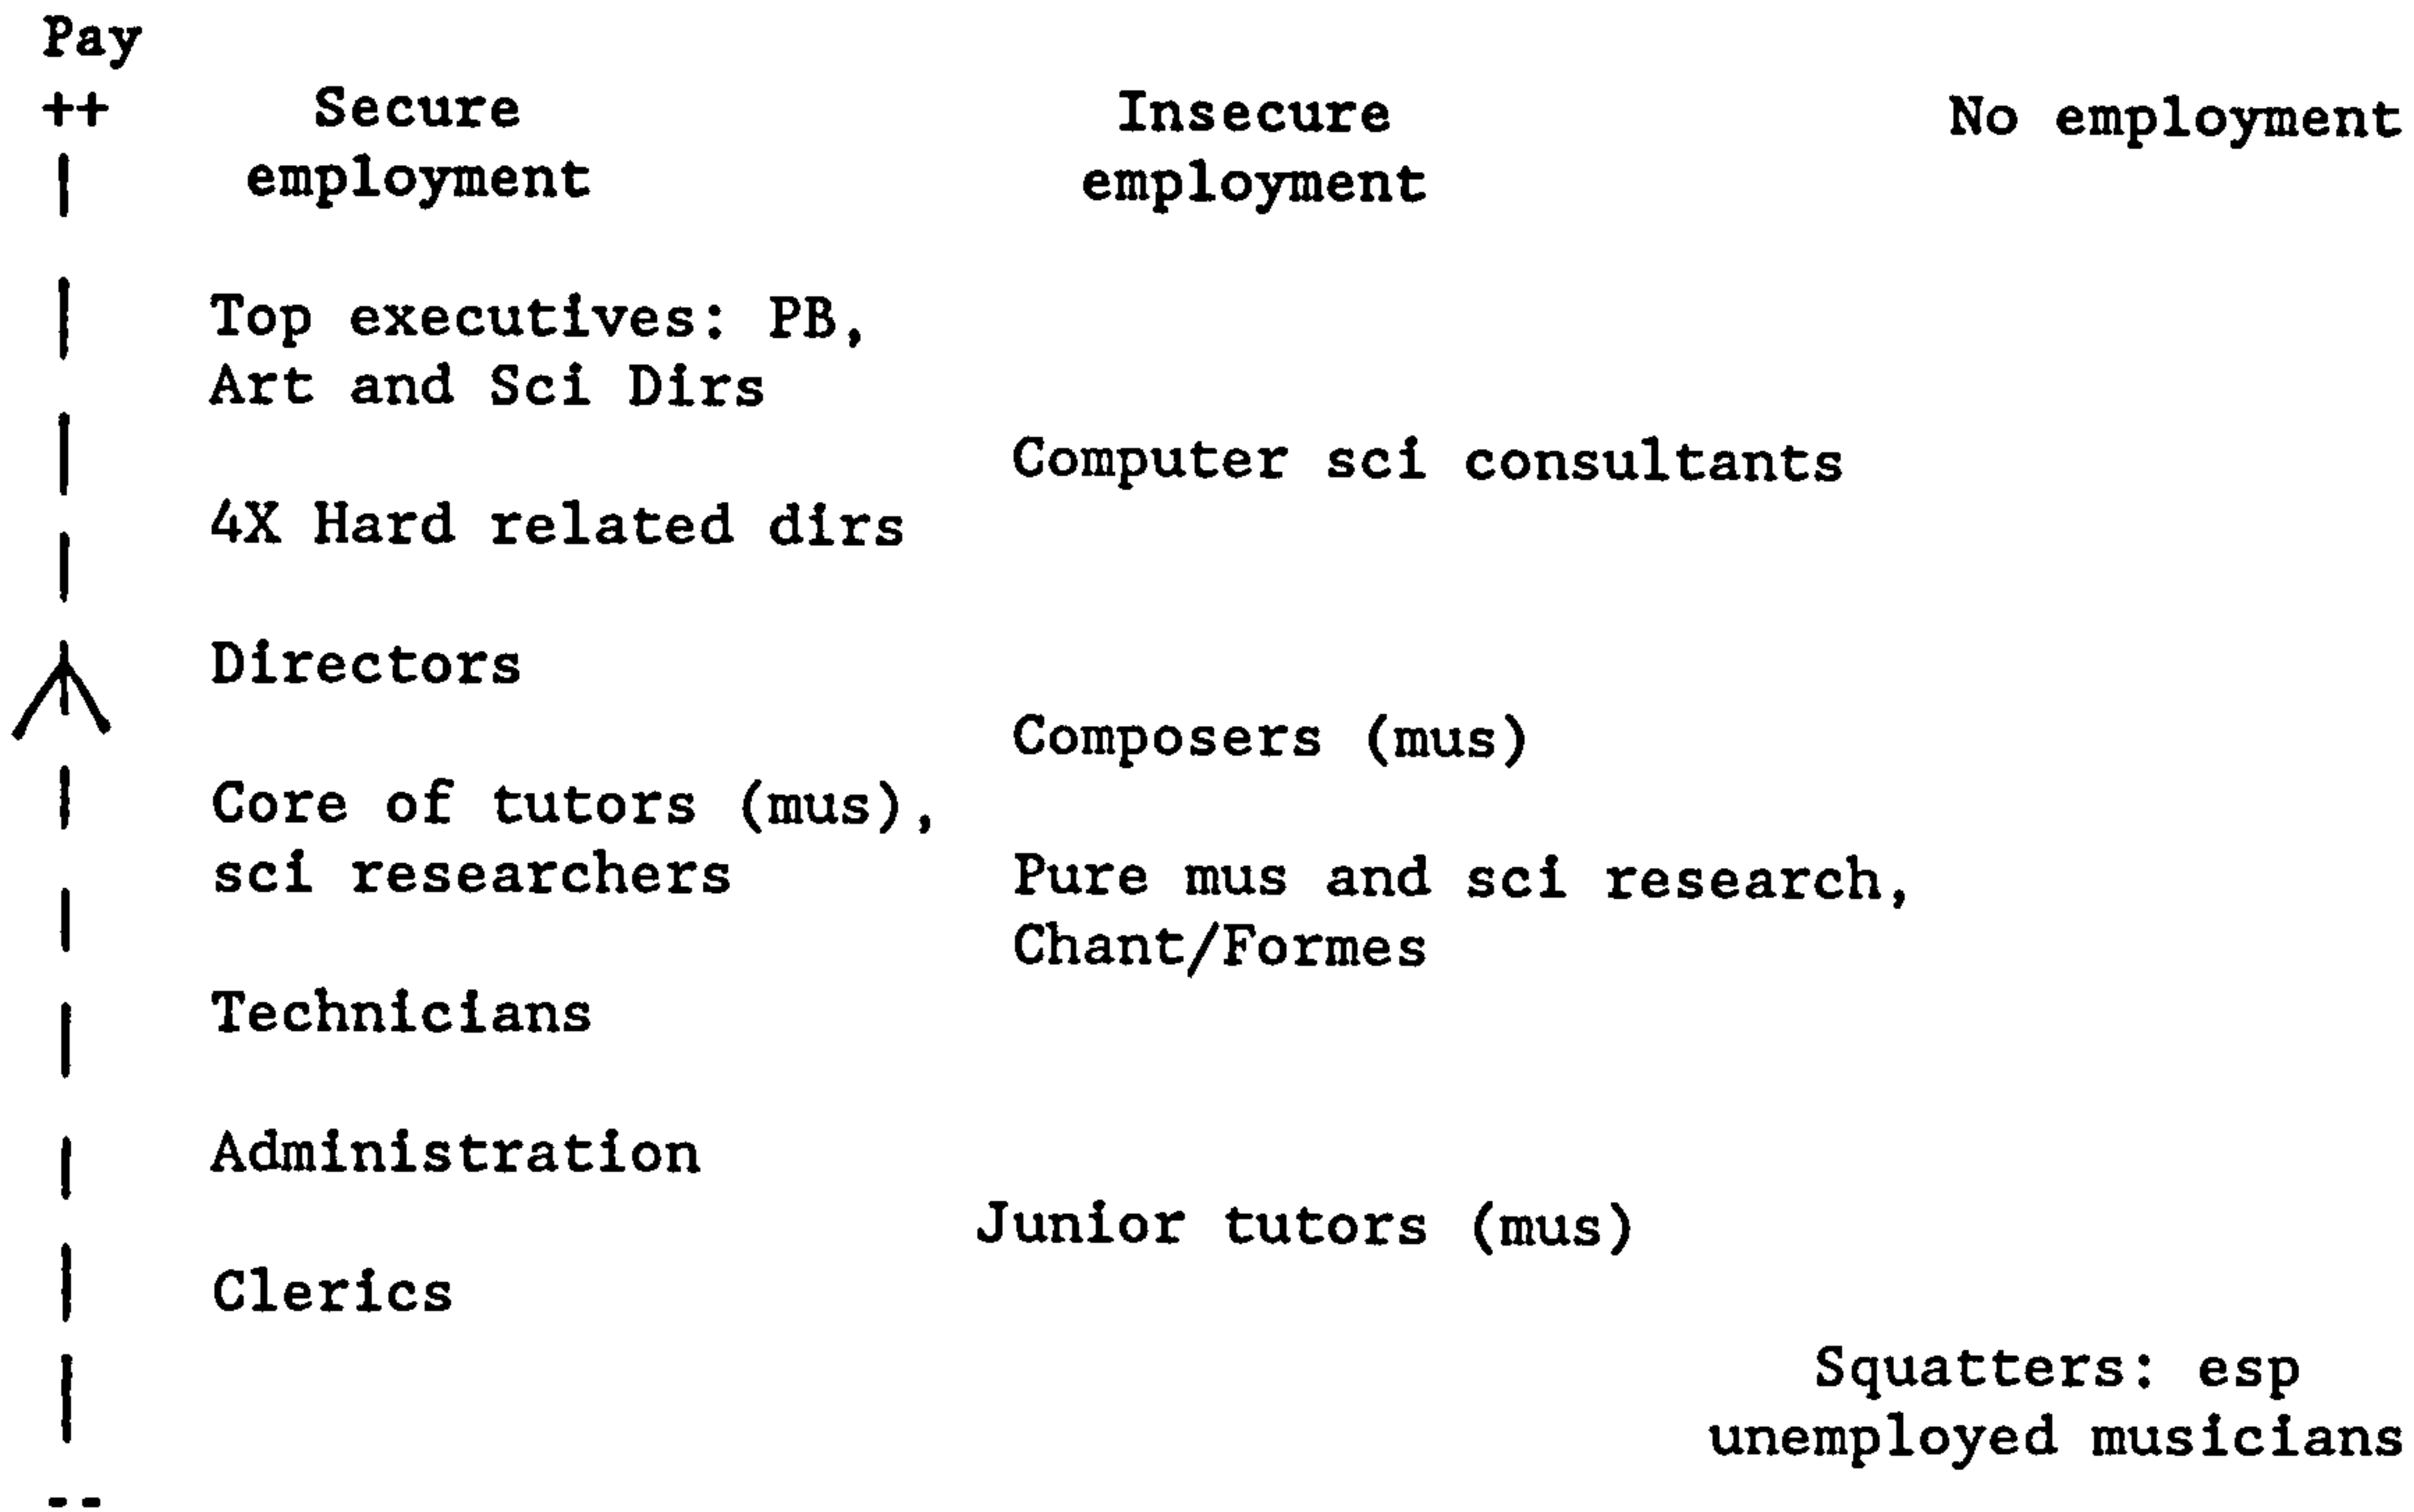 Pay
++ Secure Insecure No employment
employment employment
Top executives: PB,
Art and Sci Dirs
Computer sci consultants
4X Hard related dirs
Directors
Composers (mus)
Core of tutors (mus),
sci researchers Pure mus and sci research,
Chant/Formes
Technicians
Administration
Junior tutors (mus)
Clerics
Squatters: esp
unemployed musicians
--